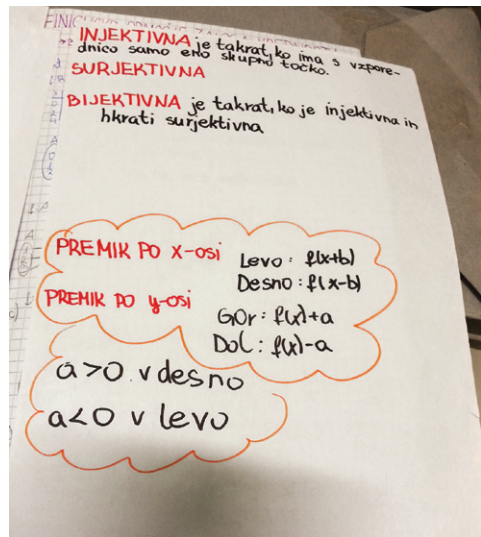 INJEKTIVNA je takrat, ko ima s vzpore-
dnico samo eno skupno točko.
SURJEKTIVNA
BIJEKTIVNA je takrat, ko je injektivna in
hkrati surjektivna
PREMIK PO x-osi
Levo: f(x+b)
Desno: f(x-b)
PREMIK PO y-osi
GOr: f(x)+a
Dol: f(x)-a
a>0 v desno
a<0 v levo